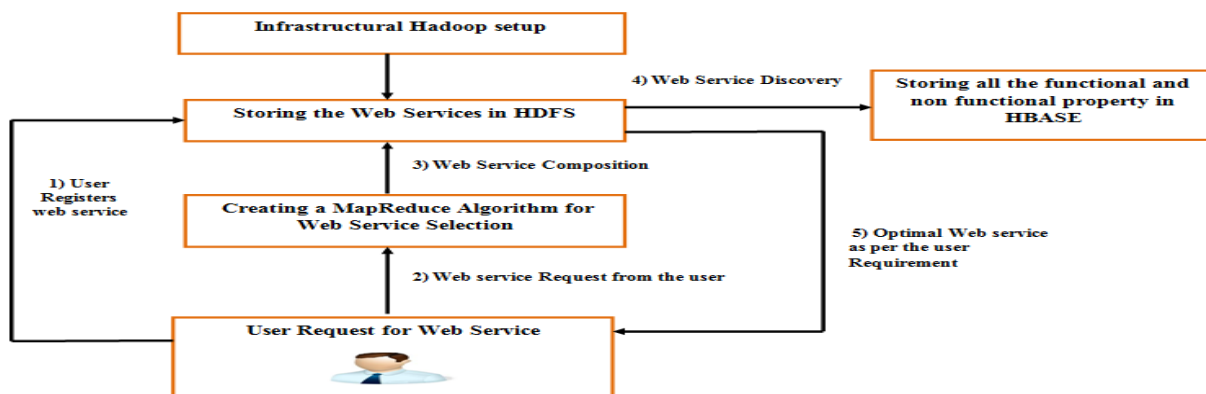 Infrastructural Hadoop setup
4) Web Service Discovery
Storing all the functional and
non functional property in
HBASE
Storing the Web Services in HDFS
3) Web Service Composition
1) User
Registers
web service
Creating a MapReduce Algorithm for
Web Service Selection
5) Optimal Web service
as per the user
Requirement
2) Web service Request from the user
User Request for Web Service